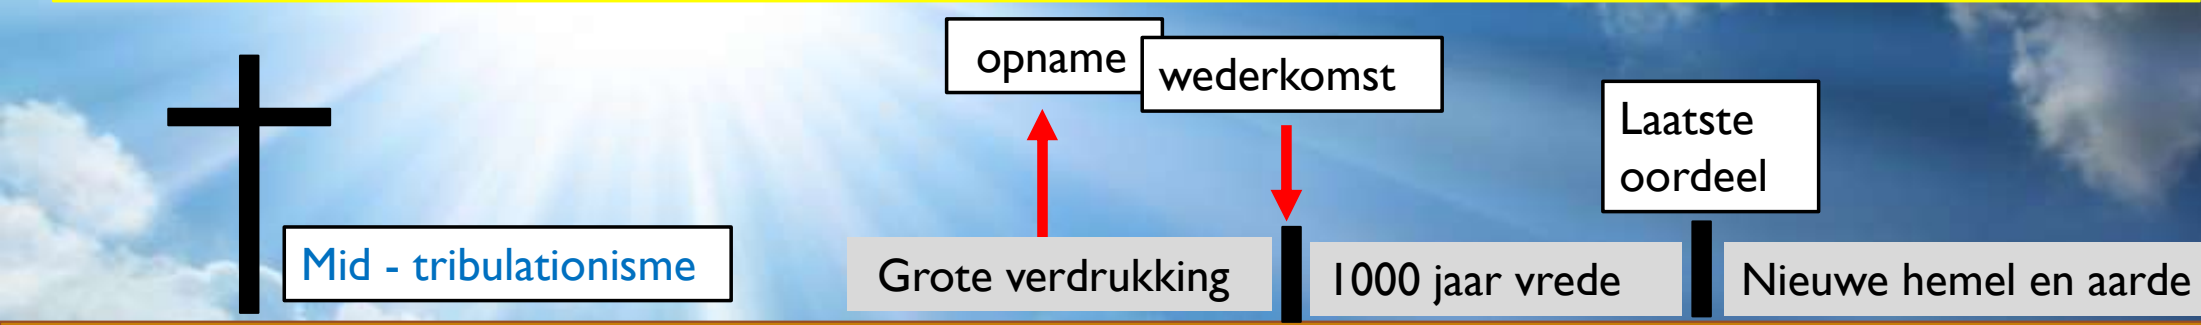 opname
wederkomst
Laatste
oordeel
Mid - tribulationisme
Grote verdrukking
1000 jaar vrede
Nieuwe hemel en aarde